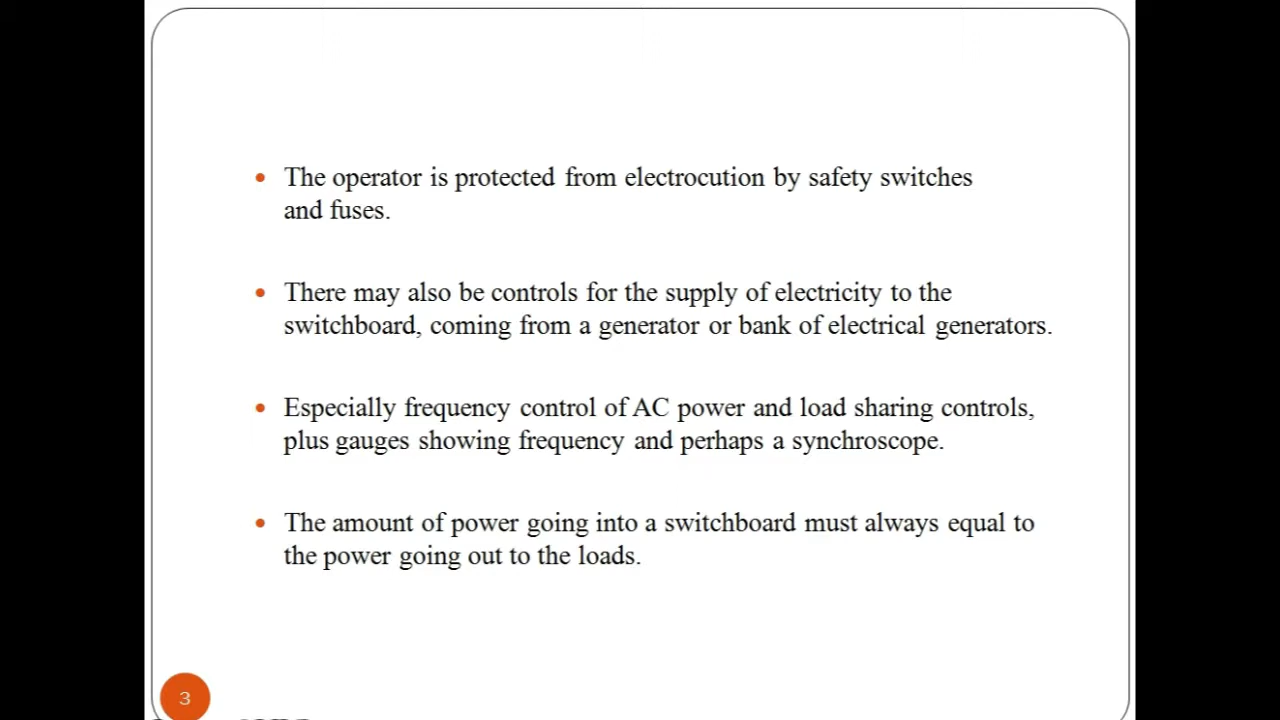 The operator is protected from electrocution by safety switches
and fuses.
There may also be controls for the supply of electricity to the
switchboard, coming from a generator or bank of electrical generators.
Especially frequency control of AC power and load sharing controls,
plus gauges showing frequency and perhaps a synchroscope.
The amount of power going into a switchboard must always equal to
the power going out to the loads.
3